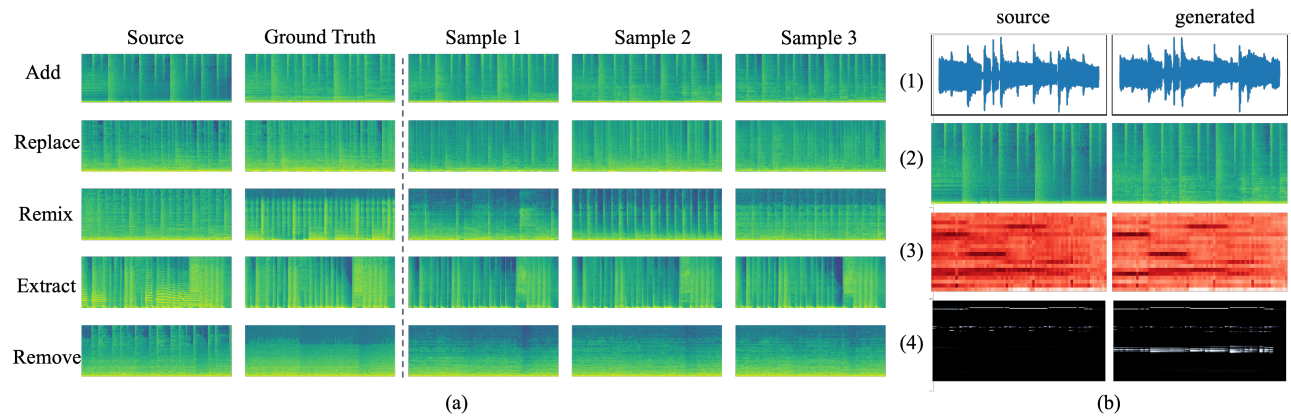 source generated
Source Ground Truth Sample 1 Sample 2 Sample 3
Add
(1)
Replace
(2)
Remix
(3)
Extract
(4)
Remove
(a) (b)